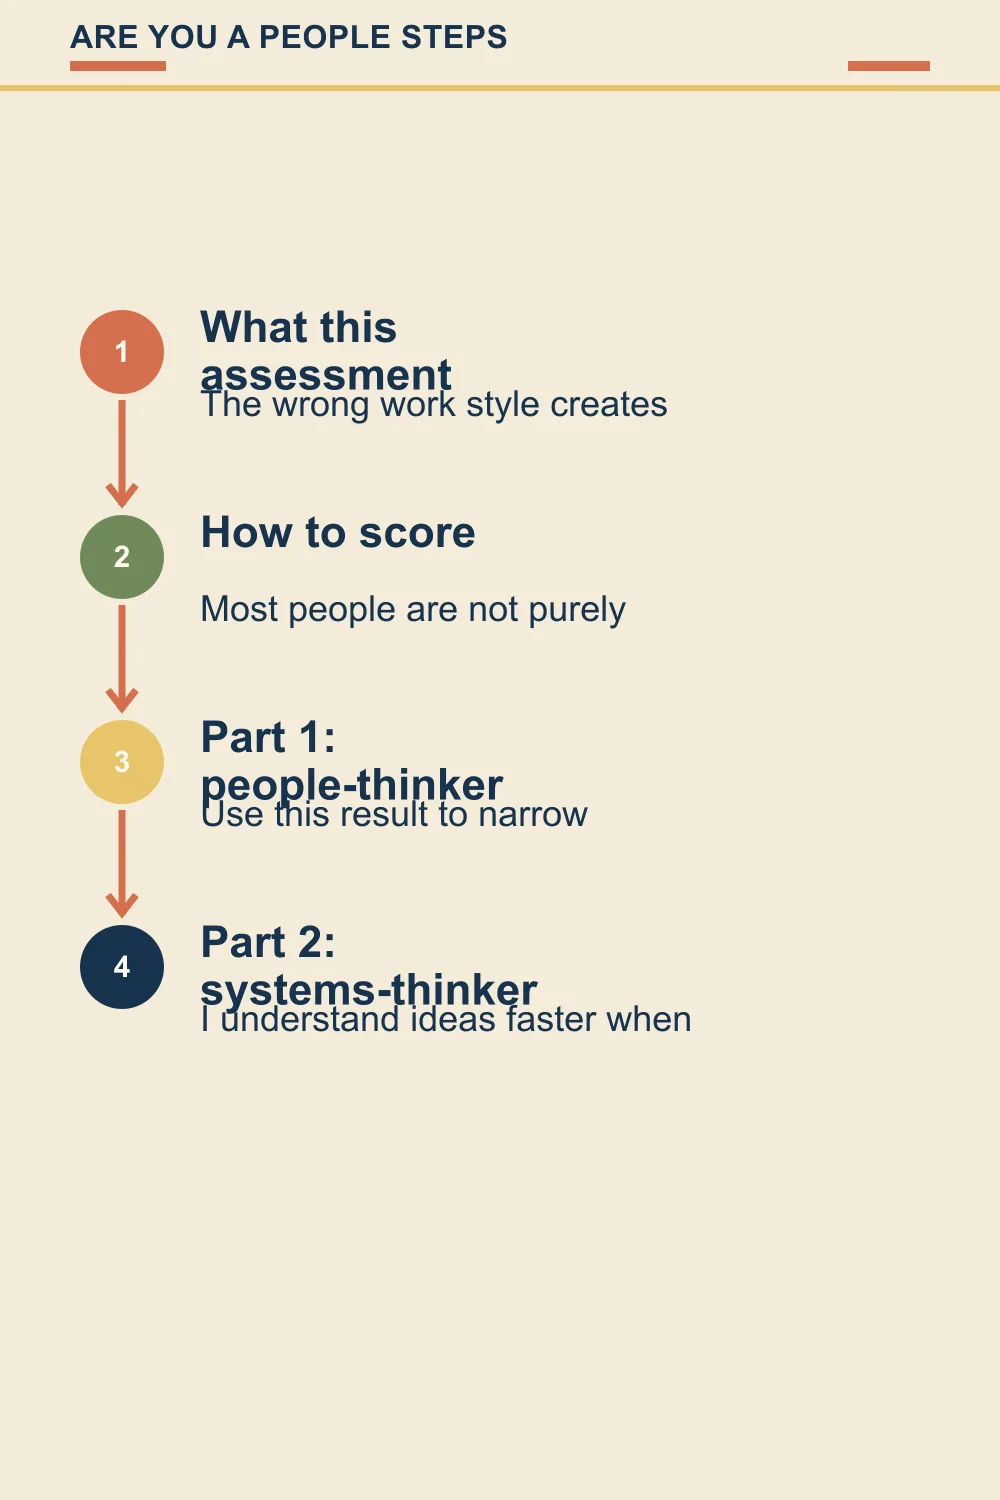 ARE YOU A PEOPLE STEPS
1
What this
assessment
The wrong work style creates
2
How to score
Most people are not purely
3
Part 1:
people-thinker
Use this result to narrow
4
Part 2:
systems-thinker
I understand ideas faster when